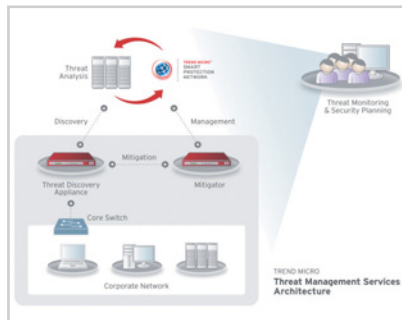 Threat
Analysis
TREND MICRO™
SMART
PROTECTION
NETWORK
Threat Monitoring
& Security Planning
Discovery
Management
Mitigation
Threat Discovery
Appliance
Mitigator
Core Switch
Corporate Network
TREND MICRO
Threat Management Services
Architecture